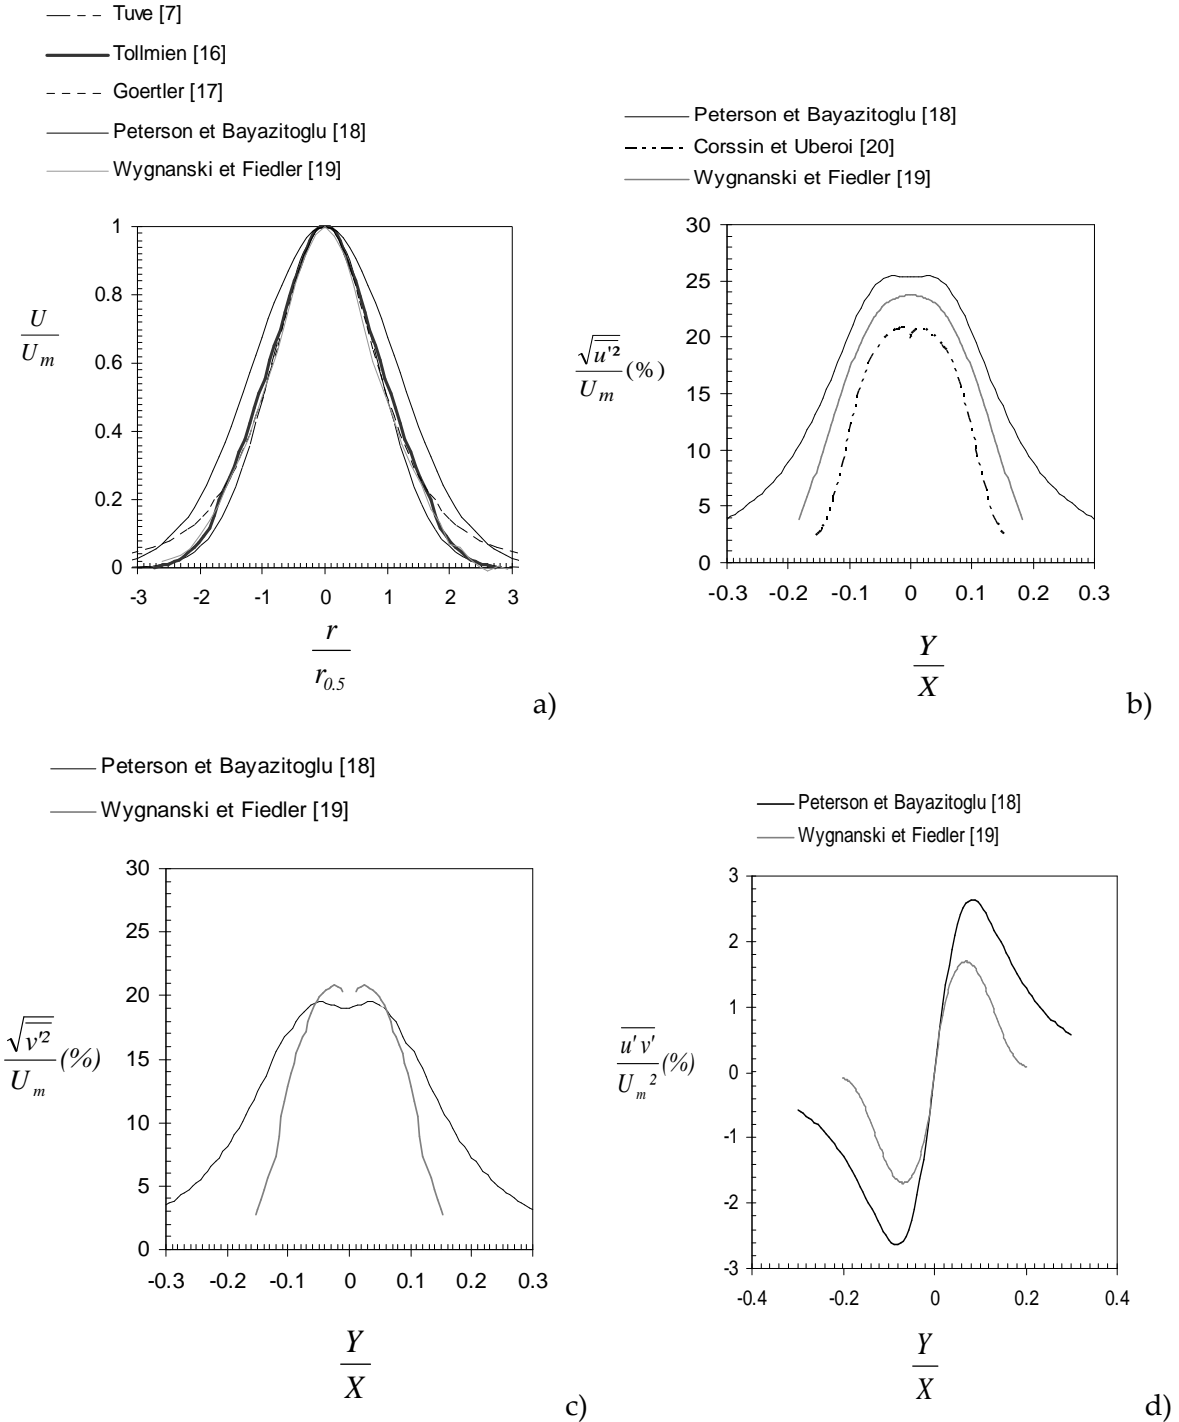 Tuve [7]
Tollmien [16]
Goertler [17]
Peterson et Bayazitoglu [18]
Wygnanski et Fiedler [19]
1
0.8
0.6
0.4
0.2
0
U
U m
-3 -2 -1 0 1 2 3
r
r0.5
a)
Peterson et Bayazitoglu [18]
Corssin et Uberoi [20]
Wygnanski et Fiedler [19]
30
25
20
15
10
5
0
√u'²
U m (%)
-0.3 -0.2 -0.1 0 0.1 0.2 0.3
Y
X
b)
Peterson et Bayazitoglu [18]
Wygnanski et Fiedler [19]
30
25
20
15
10
5
0
√v'²
U m (%)
-0.3 -0.2 -0.1 0 0.1 0.2 0.3
Y
X
c)
Peterson et Bayazitoglu [18]
Wygnanski et Fiedler [19]
3
2
1
0
-1
-2
-3
u' v'
U m ² (%)
-0.4 -0.2 0 0.2 0.4
Y
X
d)